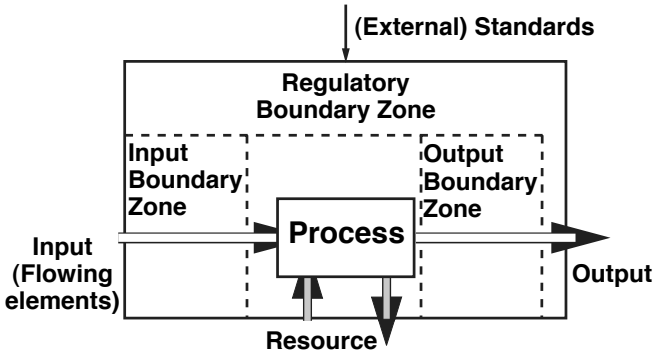 (External) Standards
Regulatory
Boundary Zone
Input
Boundary
Zone
Output
Boundary
Zone
Process
Input
(Flowing
elements)
Output
Resource